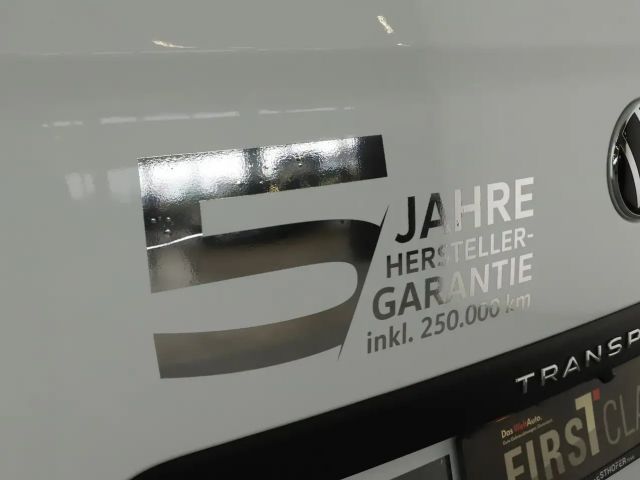 5 JAHRE
HERSTELLER-
GARANTIE
inkl. 250.000 km
TRANSP
Das WeltAuto.
FIRST CLA